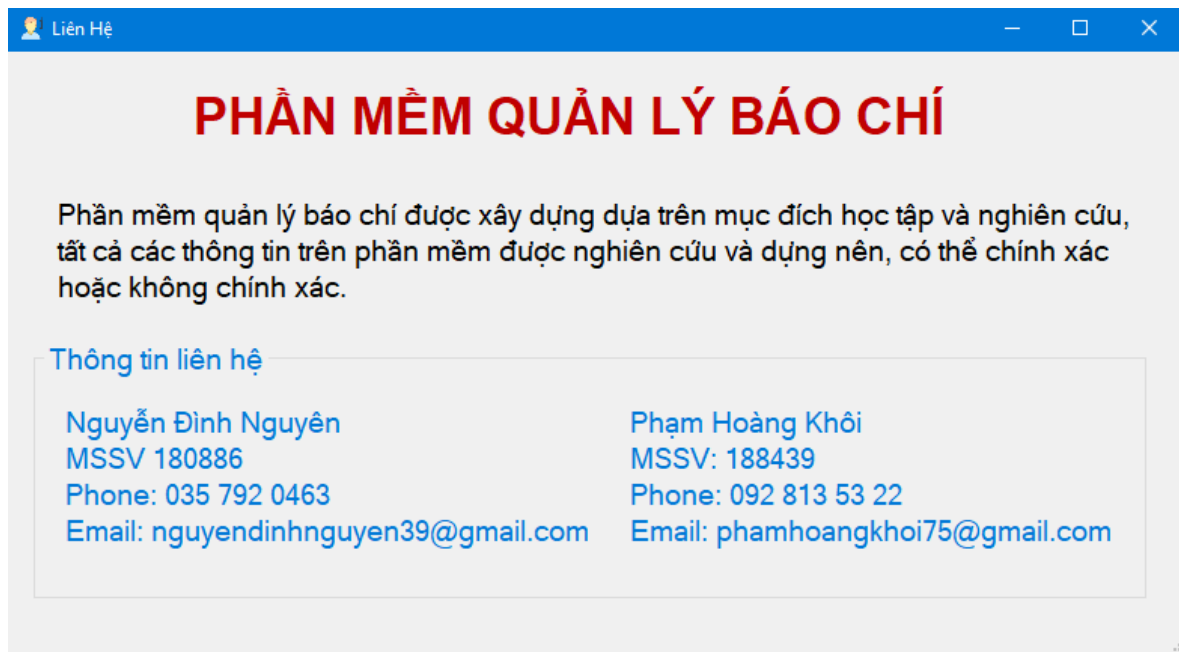 Liên Hệ
PHẦN MỀM QUẢN LÝ BÁO CHÍ
Phần mềm quản lý báo chí được xây dựng dựa trên mục đích học tập và nghiên cứu,
tất cả các thông tin trên phần mềm được nghiên cứu và dựng nên, có thể chính xác
hoặc không chính xác.
Thông tin liên hệ
Nguyễn Đình Nguyên
MSSV 180886
Phone: 035 792 0463
Email: nguyendinhnguyen39@gmail.com
Phạm Hoàng Khôi
MSSV: 188439
Phone: 092 813 53 22
Email: phamhoangkhoi75@gmail.com